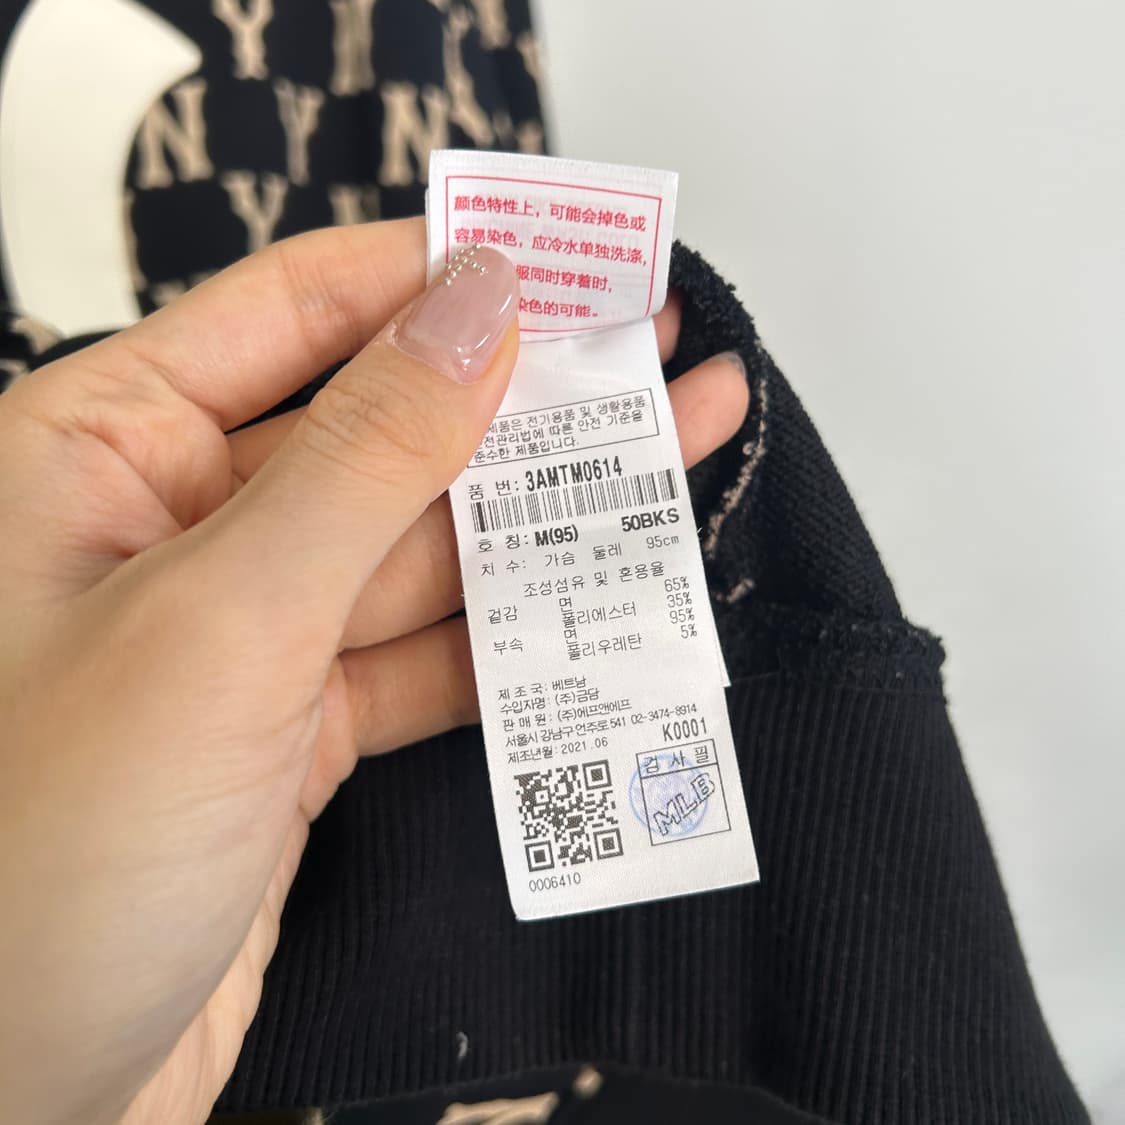 颜色特性上，可能会掉色或
容易染色，应冷水单独洗涤，
服同时穿着时，
染色的可能。
제품은 전기용품 및 생활용품
안전관리법에 따른 안전 기준을
준수한 제품입니다.
품 번: 3AMTM0614
호 칭: M(95) 50BKS
치 수: 가슴 둘레 95cm
조성섬유 및 혼용율
겉감 면 65%
폴리에스터 35%
부속 면 95%
폴리우레탄 5%
제 조 국: 베트남
수입자명: (주)금담
판 매 원: (주)에프앤에프
서울시 강남구 언주로 541 02-3474-8914
제조년월: 2021.06 K0001
검 사 필
MLB
0006410
N Y N